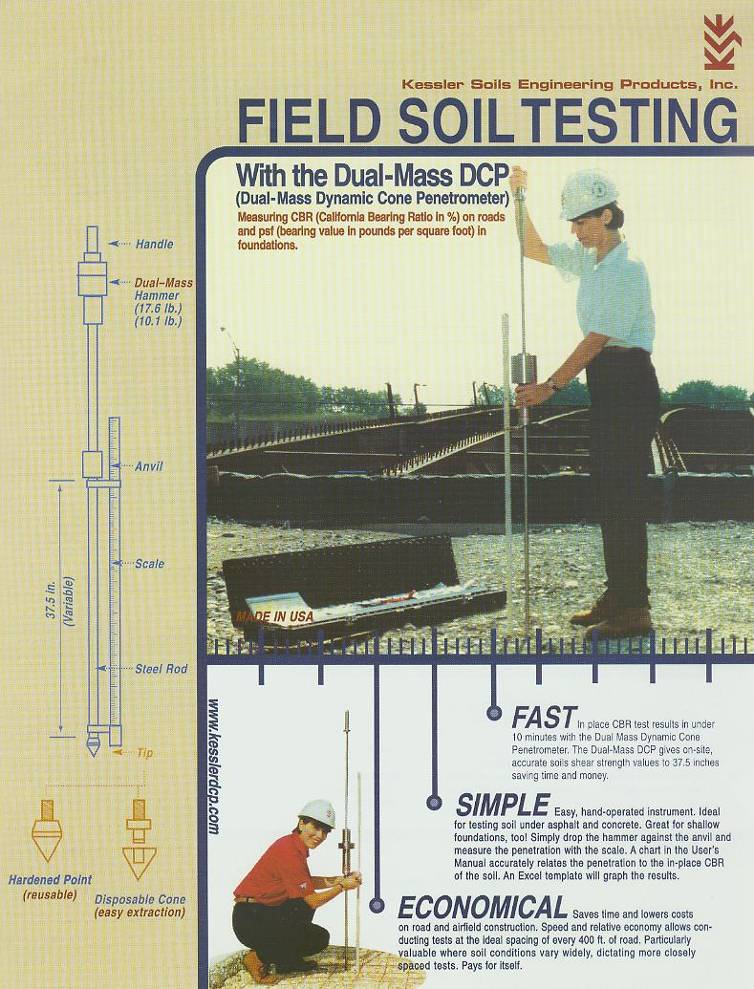 Kessler Soils Engineering Products, Inc.
FIELD SOIL TESTING
With the Dual-Mass DCP
(Dual-Mass Dynamic Cone Penetrometer)
Measuring CBR (California Bearing Ratio in %) on roads
and psf (bearing value in pounds per square foot) in
foundations.
Handle
Dual-Mass
Hammer
(17.6 lb.)
(10.1 lb.)
Anvil
Scale
37.5 in.
(Variable)
Steel Rod
Tip
Hardened Point
(reusable)
Disposable Cone
(easy extraction)
MADE IN USA
www.kesslerdcp.com
FAST In place CBR test results in under
10 minutes with the Dual Mass Dynamic Cone
Penetrometer. The Dual-Mass DCP gives on-site,
accurate soils shear strength values to 37.5 inches
saving time and money.
SIMPLE Easy, hand-operated instrument. Ideal
for testing soil under asphalt and concrete. Great for shallow
foundations, too! Simply drop the hammer against the anvil and
measure the penetration with the scale. A chart in the User's
Manual accurately relates the penetration to the in-place CBR
of the soil. An Excel template will graph the results.
ECONOMICAL Saves time and lowers costs
on road and airfield construction. Speed and relative economy allows con-
ducting tests at the ideal spacing of every 400 ft. of road. Particularly
valuable where soil conditions vary widely, dictating more closely
spaced tests. Pays for itself.